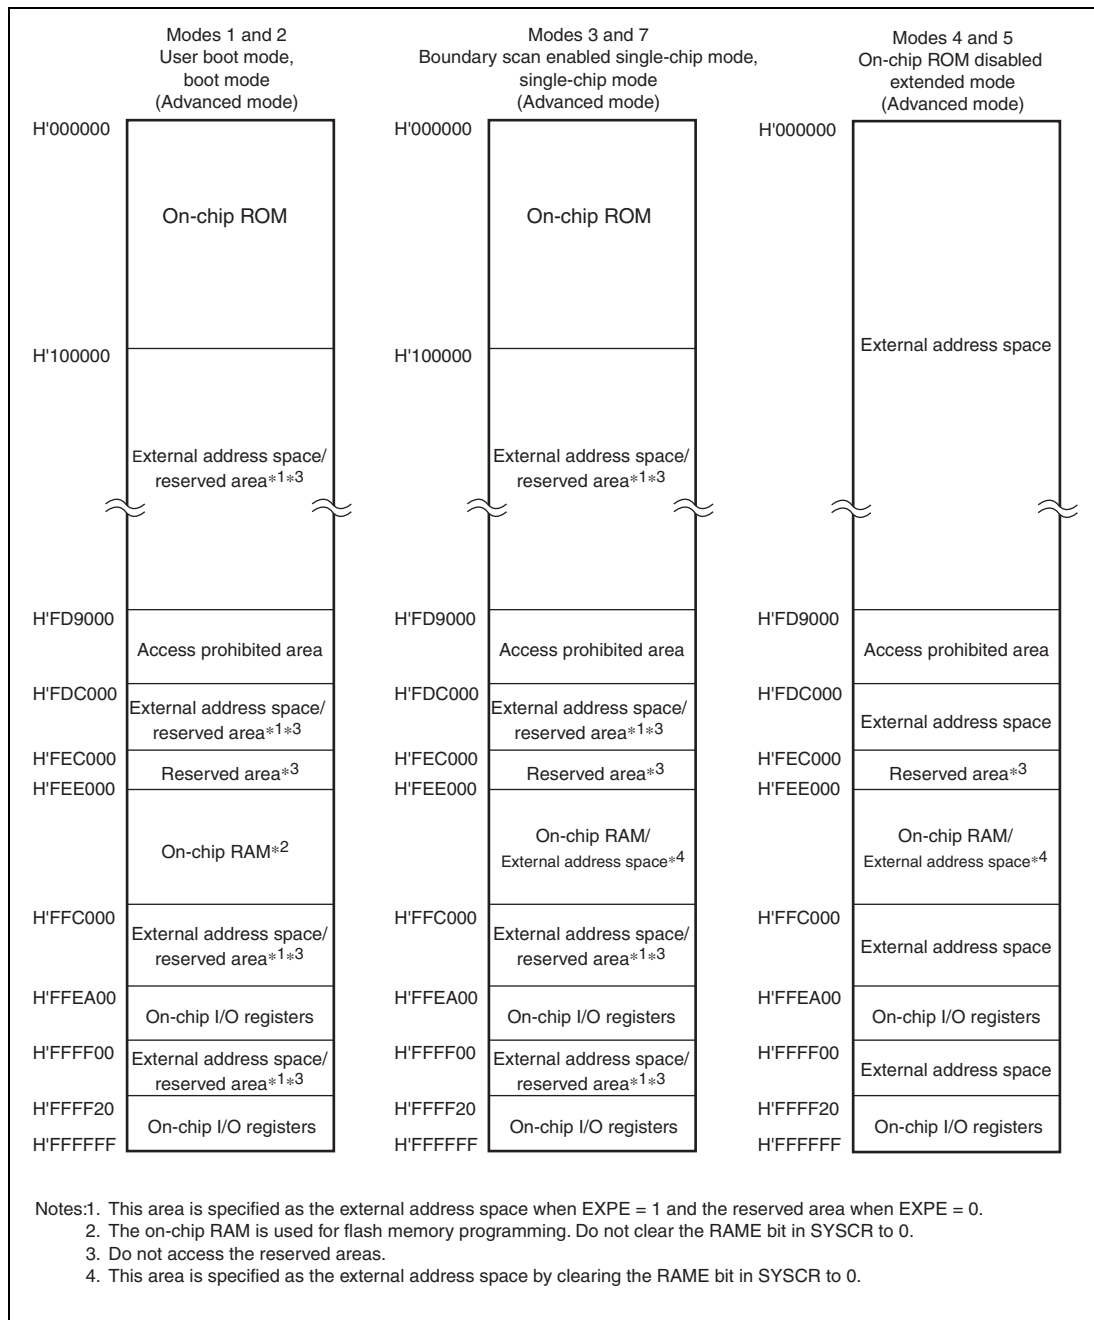 Modes 1 and 2
User boot mode,
boot mode
(Advanced mode)
H'000000
On-chip ROM
H'100000
External address space/
reserved area*1*3
H'FD9000
Access prohibited area
H'FDC000
External address space/
reserved area*1*3
H'FEC000
Reserved area*3
H'FEE000
On-chip RAM*2
H'FFC000
External address space/
reserved area*1*3
H'FFEA00
On-chip I/O registers
H'FFFF00
External address space/
reserved area*1*3
H'FFFF20
On-chip I/O registers
H'FFFFFF
Modes 3 and 7
Boundary scan enabled single-chip mode,
single-chip mode
(Advanced mode)
H'000000
On-chip ROM
H'100000
External address space/
reserved area*1*3
H'FD9000
Access prohibited area
H'FDC000
External address space/
reserved area*1*3
H'FEC000
Reserved area*3
H'FEE000
On-chip RAM/
External address space*4
H'FFC000
External address space/
reserved area*1*3
H'FFEA00
On-chip I/O registers
H'FFFF00
External address space/
reserved area*1*3
H'FFFF20
On-chip I/O registers
H'FFFFFF
Modes 4 and 5
On-chip ROM disabled
extended mode
(Advanced mode)
H'000000
External address space
H'FD9000
Access prohibited area
H'FDC000
External address space
H'FEC000
Reserved area*3
H'FEE000
On-chip RAM/
External address space*4
H'FFC000
External address space
H'FFEA00
On-chip I/O registers
H'FFFF00
External address space
H'FFFF20
On-chip I/O registers
H'FFFFFF
Notes:1. This area is specified as the external address space when EXPE = 1 and the reserved area when EXPE = 0.
2. The on-chip RAM is used for flash memory programming. Do not clear the RAME bit in SYSCR to 0.
3. Do not access the reserved areas.
4. This area is specified as the external address space by clearing the RAME bit in SYSCR to 0.